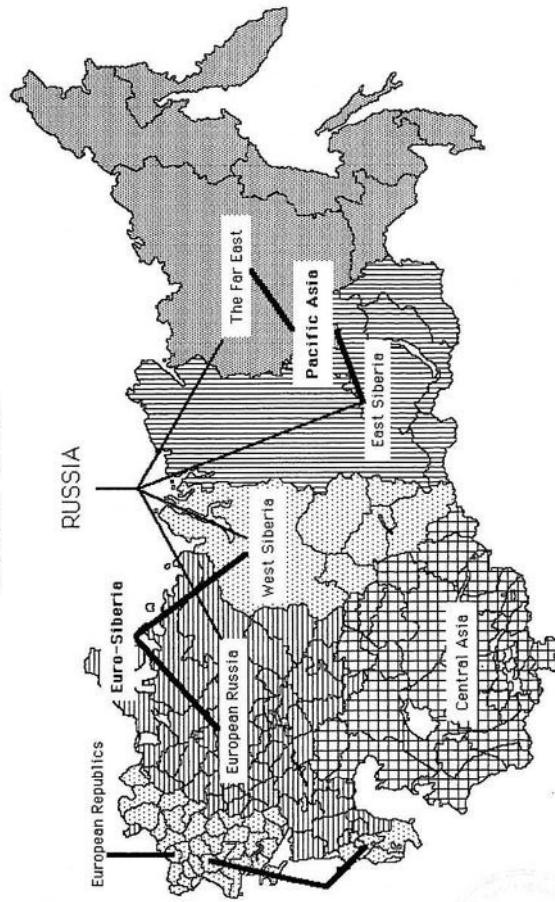 RUSSIA
European Republics
Euro-Siberia
European Russia
West Siberia
The Far East
Pacific Asia
East Siberia
Central Asia